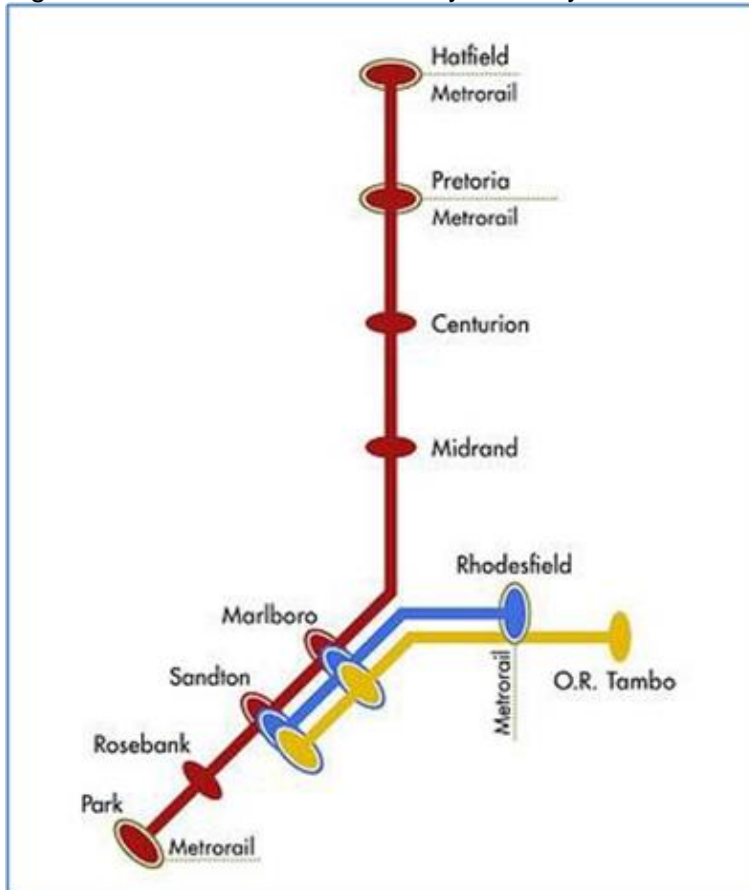 Hatfield
Metrorail
Pretoria
Metrorail
Centurion
Midrand
Rhodesfield
Marlboro
Sandton
Metrorail
O.R. Tambo
Rosebank
Park
Metrorail